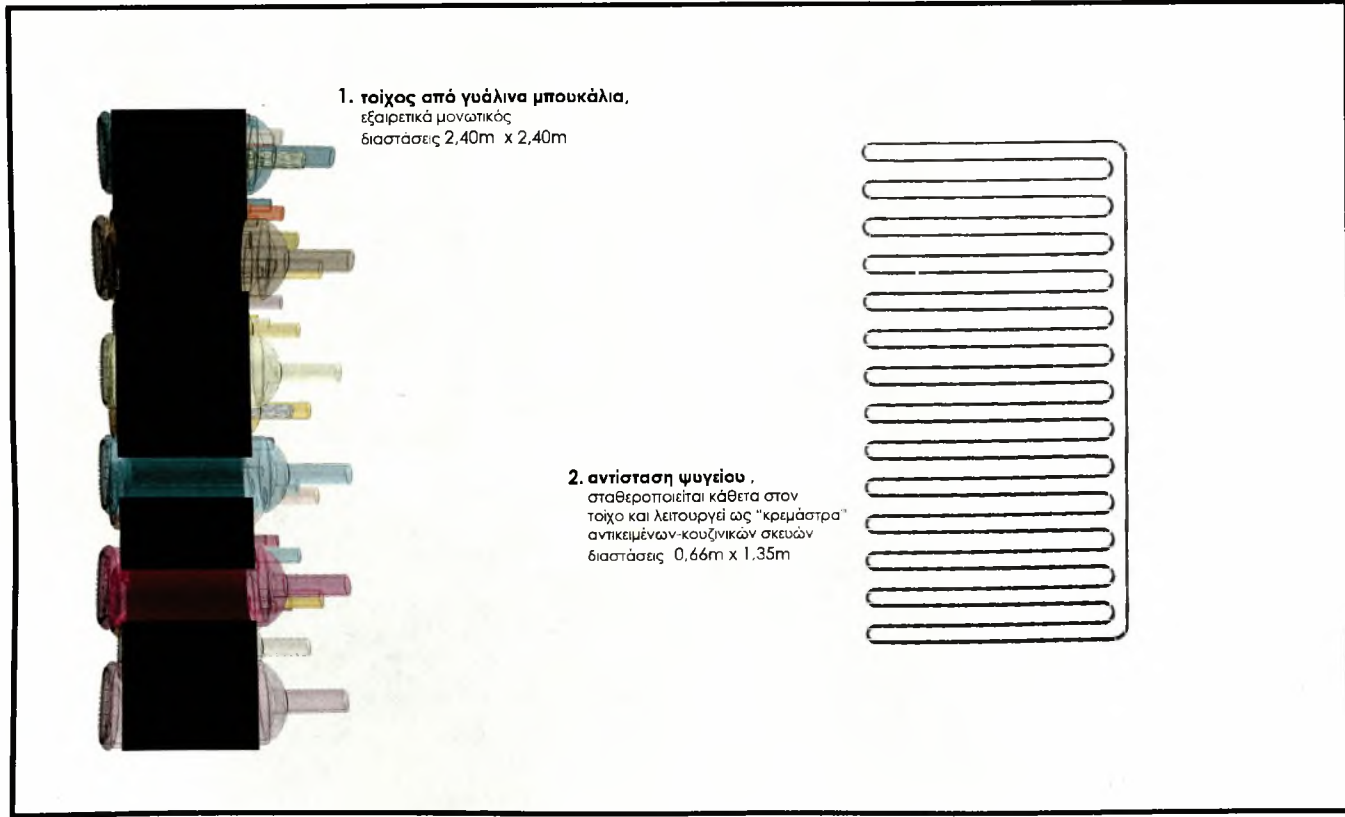 1. τοίχος από γυάλινα μπουκάλια,
εξαιρετικά μονωτικός
διαστάσεις 2,40m x 2,40m
2. αντίσταση ψυγείου ,
σταθεροποιείται κάθετα στον
τοίχο και λειτουργεί ως "κρεμάστρα"
αντικειμένων-κουζινικών σκευών
διαστάσεις 0,66m x 1,35m